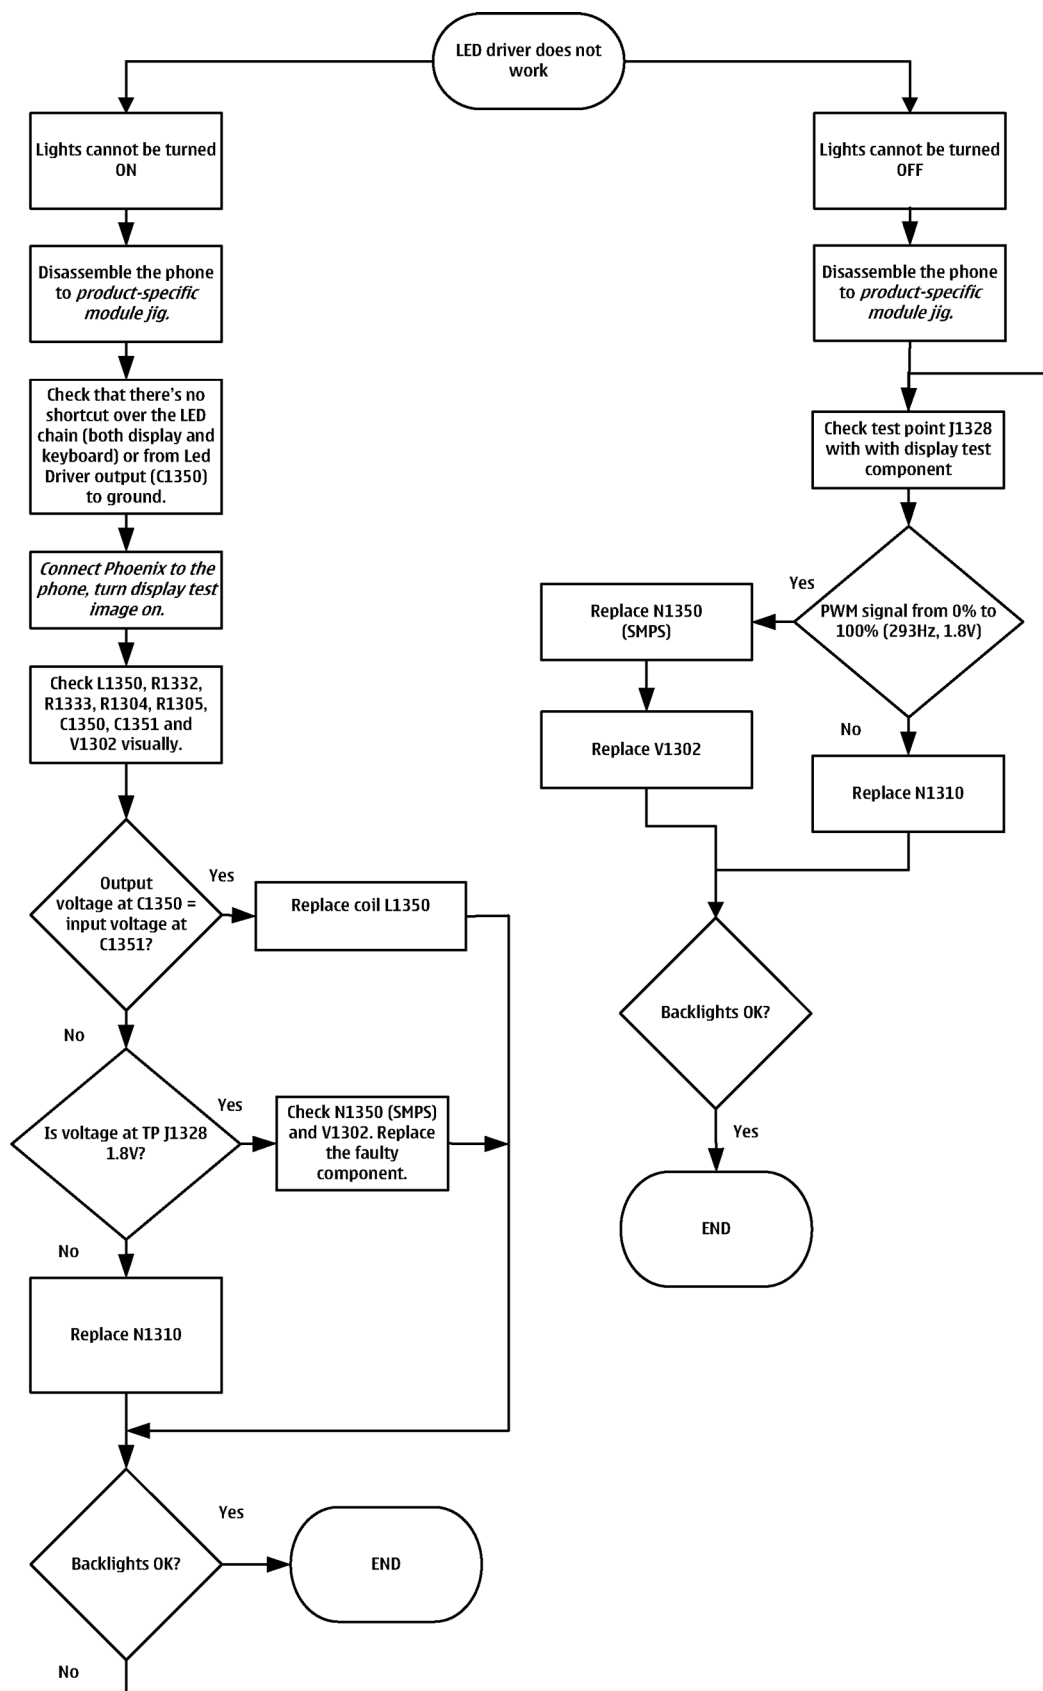 LED driver does not
work
Lights cannot be turned
ON
Disassemble the phone
to product-specific
module jig.
Check that there's no
shortcut over the LED
chain (both display and
keyboard) or from Led
Driver output (C1350)
to ground.
Connect Phoenix to the
phone, turn display test
image on.
Check L1350, R1332,
R1333, R1304, R1305,
C1350, C1351 and
V1302 visually.
Output
voltage at C1350 =
input voltage at
C1351?
Yes
Replace coil L1350
No
Is voltage at TP J1328
1.8V?
Yes
Check N1350 (SMPS)
and V1302. Replace
the faulty
component.
No
Replace N1310
Backlights OK?
Yes
END
No
Lights cannot be turned
OFF
Disassemble the phone
to product-specific
module jig.
Check test point J1328
with with display test
component
PWM signal from 0% to
100% (293Hz, 1.8V)
Yes
Replace N1350
(SMPS)
Replace V1302
No
Replace N1310
Backlights OK?
Yes
END